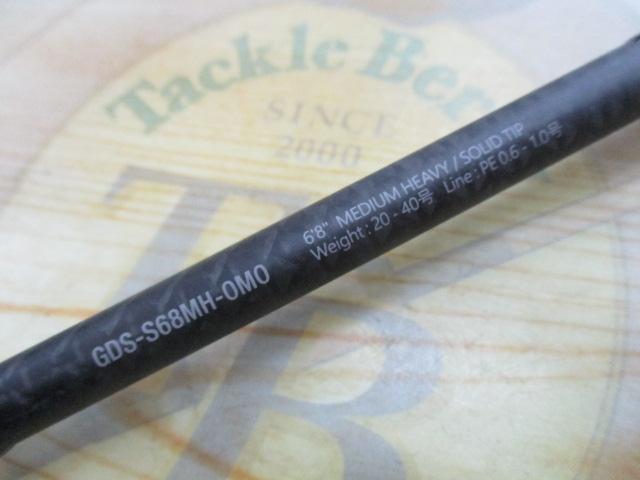 Tackle Ber
SINCE
2000
TB
6'8" MEDIUM HEAVY / SOLID TIP
Weight : 20 - 40号 Line : PE 0.6 - 1.0号
GDS-S68MH-OMO